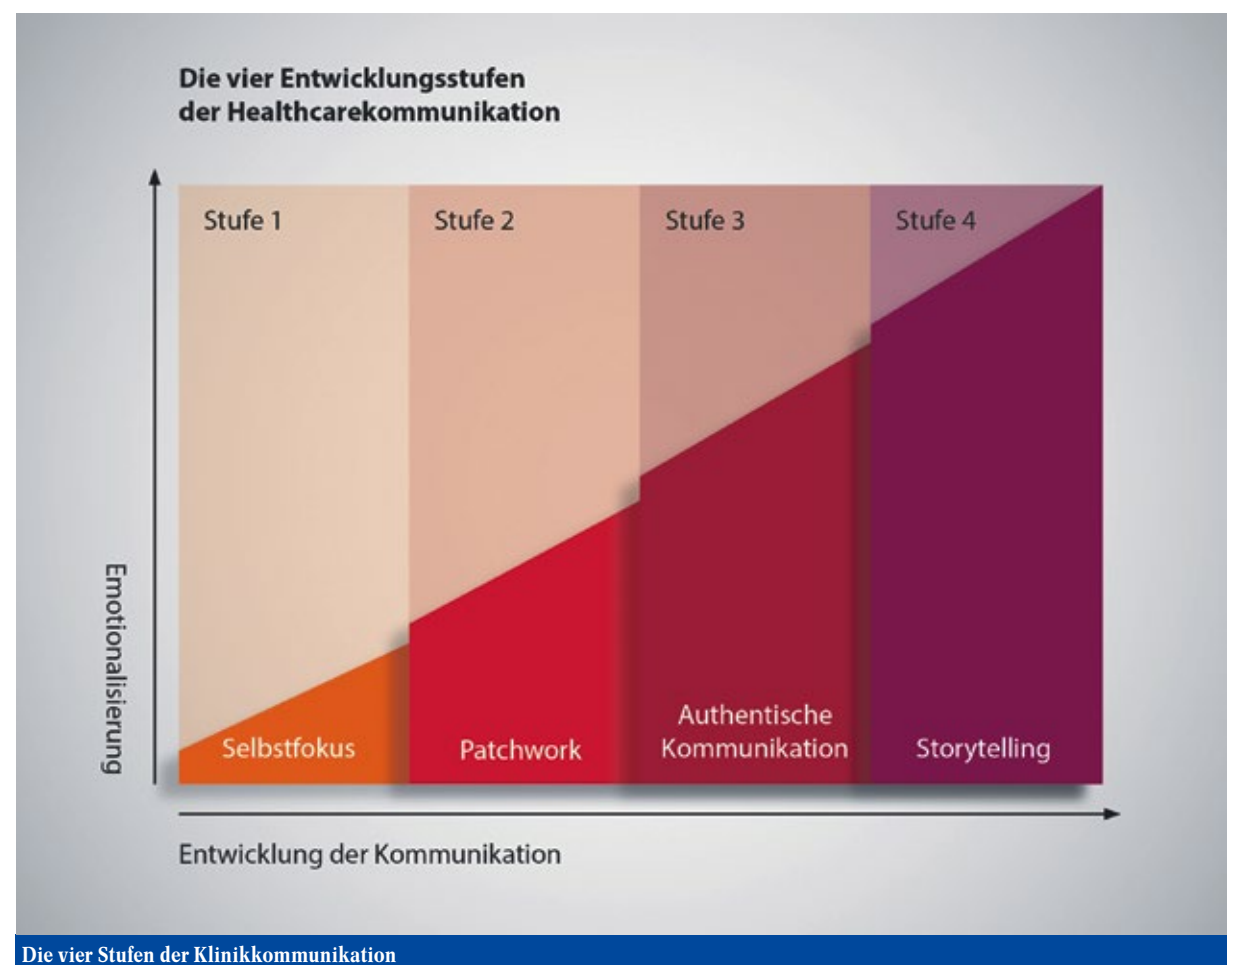 Die vier Entwicklungsstufen
der Healthcarekommunikation
Stufe 1
Stufe 2
Stufe 3
Stufe 4
Emotionalisierung
Selbstfokus
Patchwork
Authentische
Kommunikation
Storytelling
Entwicklung der Kommunikation
Die vier Stufen der Klinikkommunikation